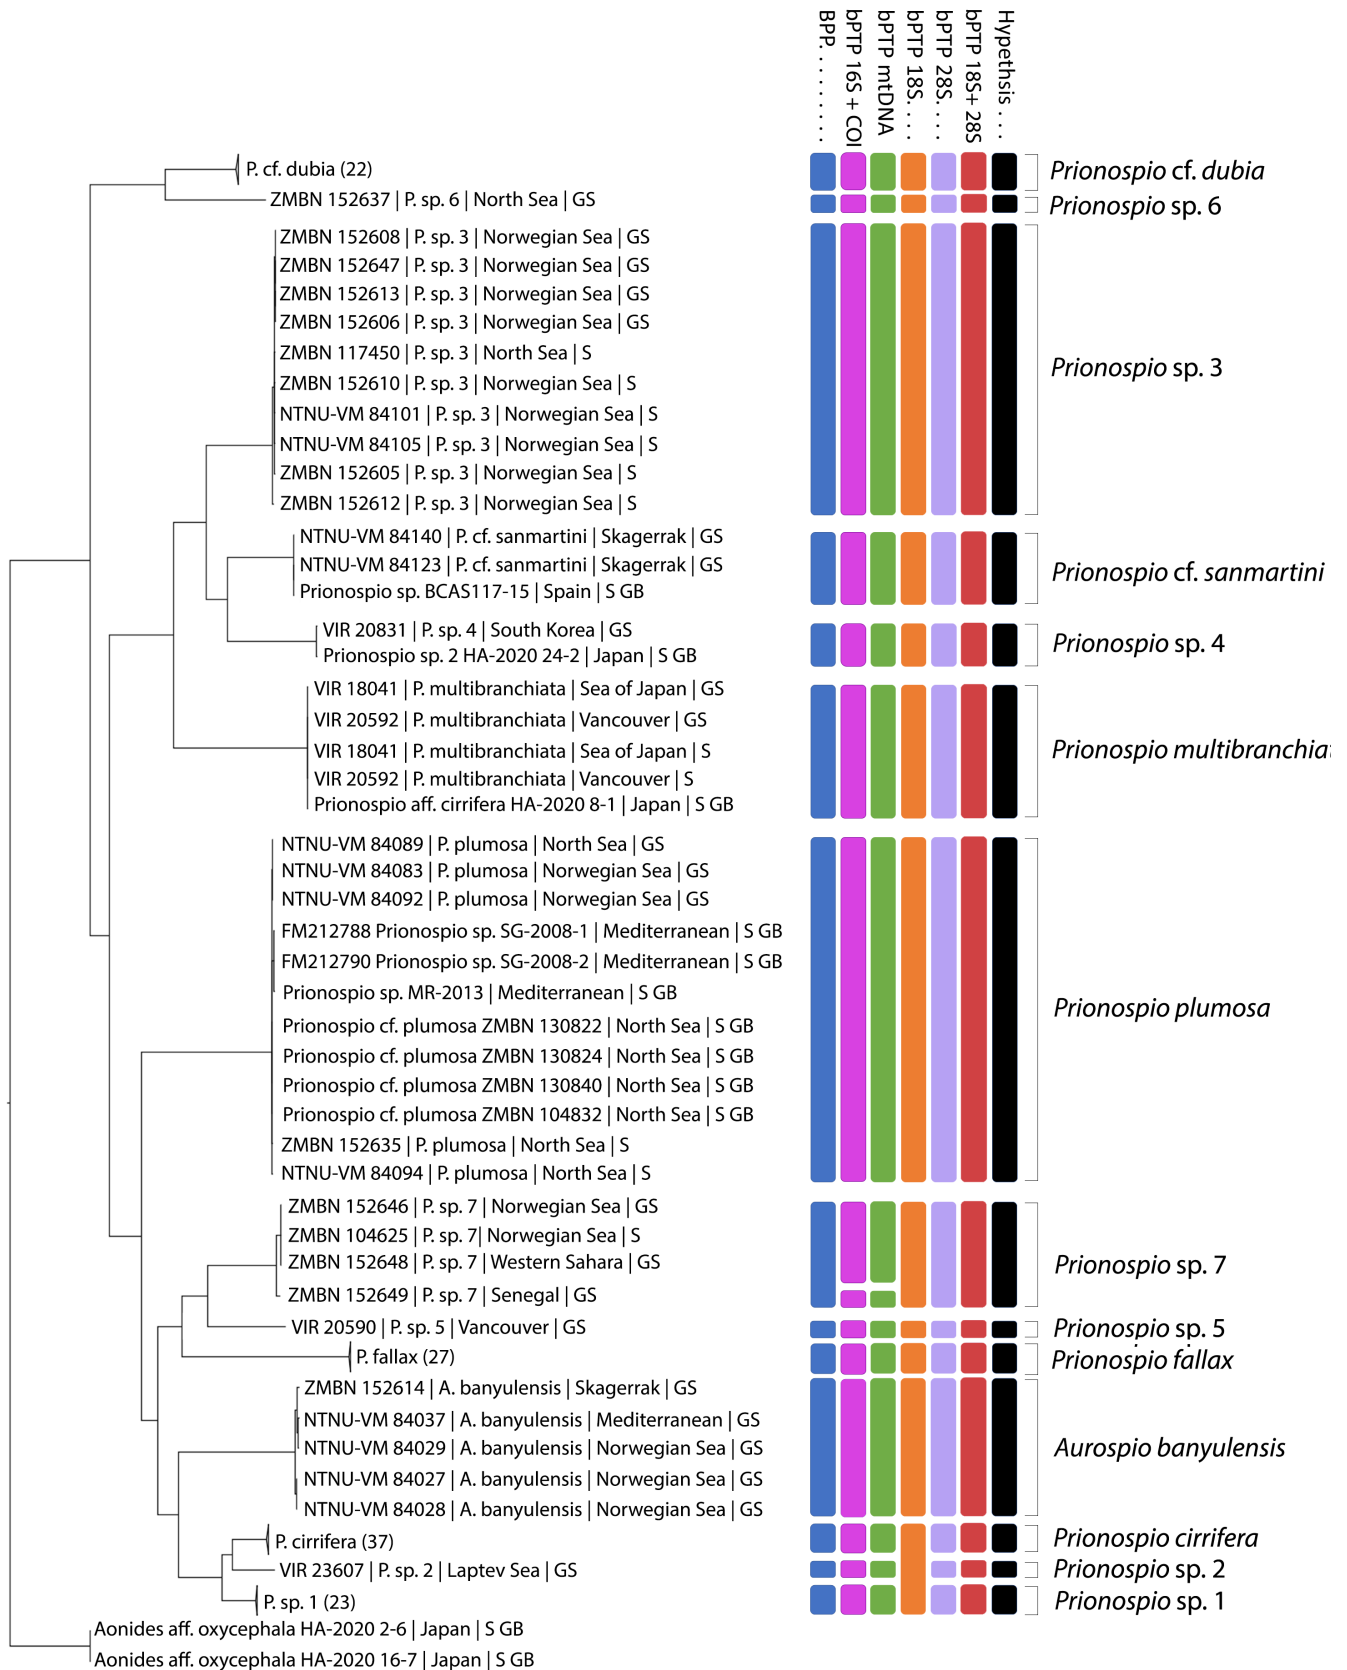 BPP. . . . . . . .
bPTP 16S + COI
bPTP mtDNA
bPTP 18S. . . .
bPTP 28S. . . .
bPTP 18S+ 28S
Hypethsis . . .
P. cf. dubia (22)
Prionospio cf. dubia
ZMBN 152637 | P. sp. 6 | North Sea | GS
Prionospio sp. 6
ZMBN 152608 | P. sp. 3 | Norwegian Sea | GS
ZMBN 152647 | P. sp. 3 | Norwegian Sea | GS
ZMBN 152613 | P. sp. 3 | Norwegian Sea | GS
ZMBN 152606 | P. sp. 3 | Norwegian Sea | GS
ZMBN 117450 | P. sp. 3 | North Sea | S
Prionospio sp. 3
ZMBN 152610 | P. sp. 3 | Norwegian Sea | S
NTNU-VM 84101 | P. sp. 3 | Norwegian Sea | S
NTNU-VM 84105 | P. sp. 3 | Norwegian Sea | S
ZMBN 152605 | P. sp. 3 | Norwegian Sea | S
ZMBN 152612 | P. sp. 3 | Norwegian Sea | S
NTNU-VM 84140 | P. cf. sanmartini | Skagerrak | GS
NTNU-VM 84123 | P. cf. sanmartini | Skagerrak | GS
Prionospio cf. sanmartini
Prionospio sp. BCAS117-15 | Spain | S GB
VIR 20831 | P. sp. 4 | South Korea | GS
Prionospio sp. 4
Prionospio sp. 2 HA-2020 24-2 | Japan | S GB
VIR 18041 | P. multibranchiata | Sea of Japan | GS
VIR 20592 | P. multibranchiata | Vancouver | GS
VIR 18041 | P. multibranchiata | Sea of Japan | S
Prionospio multibranchiat
VIR 20592 | P. multibranchiata | Vancouver | S
Prionospio aff. cirrifera HA-2020 8-1 | Japan | S GB
NTNU-VM 84089 | P. plumosa | North Sea | GS
NTNU-VM 84083 | P. plumosa | Norwegian Sea | GS
NTNU-VM 84092 | P. plumosa | Norwegian Sea | GS
FM212788 Prionospio sp. SG-2008-1 | Mediterranean | S GB
FM212790 Prionospio sp. SG-2008-2 | Mediterranean | S GB
Prionospio sp. MR-2013 | Mediterranean | S GB
Prionospio plumosa
Prionospio cf. plumosa ZMBN 130822 | North Sea | S GB
Prionospio cf. plumosa ZMBN 130824 | North Sea | S GB
Prionospio cf. plumosa ZMBN 130840 | North Sea | S GB
Prionospio cf. plumosa ZMBN 104832 | North Sea | S GB
ZMBN 152635 | P. plumosa | North Sea | S
NTNU-VM 84094 | P. plumosa | North Sea | S
ZMBN 152646 | P. sp. 7 | Norwegian Sea | GS
ZMBN 104625 | P. sp. 7| Norwegian Sea | S
ZMBN 152648 | P. sp. 7 | Western Sahara | GS
Prionospio sp. 7
ZMBN 152649 | P. sp. 7 | Senegal | GS
VIR 20590 | P. sp. 5 | Vancouver | GS
Prionospio sp. 5
P. fallax (27)
Prionospio fallax
ZMBN 152614 | A. banyulensis | Skagerrak | GS
NTNU-VM 84037 | A. banyulensis | Mediterranean | GS
NTNU-VM 84029 | A. banyulensis | Norwegian Sea | GS
Aurospio banyulensis
NTNU-VM 84027 | A. banyulensis | Norwegian Sea | GS
NTNU-VM 84028 | A. banyulensis | Norwegian Sea | GS
P. cirrifera (37)
Prionospio cirrifera
VIR 23607 | P. sp. 2 | Laptev Sea | GS
Prionospio sp. 2
P. sp. 1 (23)
Prionospio sp. 1
Aonides aff. oxycephala HA-2020 2-6 | Japan | S GB
Aonides aff. oxycephala HA-2020 16-7 | Japan | S GB